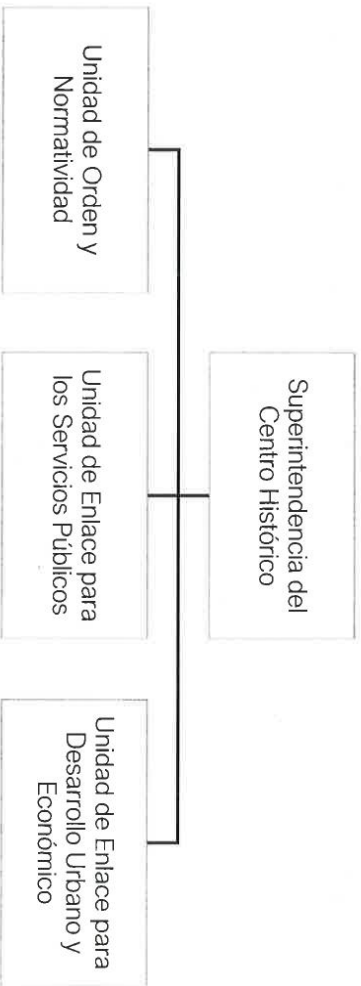 Superintendencia del
Centro Histórico
Unidad de Orden y
Normatividad
Unidad de Enlace para
los Servicios Públicos
Unidad de Enlace para
Desarrollo Urbano y
Económico